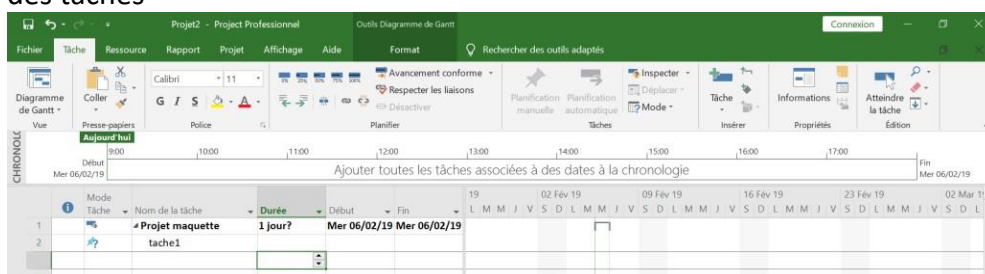 des tâches
Projet2 - Project Professionnel
Outils Diagramme de Gantt
Connexion
Fichier Tâche Ressource Rapport Projet Affichage Aide Format Rechercher des outils adaptés
Diagramme de Gantt
Coller
Calibri 11
G I S A
Avancement conforme
Respecter les liaisons
Désactiver
Planification manuelle
Planification automatique
Inspecter
Déplacer
Mode
Tâche
Informations
Atteindre la tâche
Vue Presse-papiers Police Planifier Tâches Insérer Propriétés Édition
CHRONOLO
Aujourd'hui
9:00 10:00 11:00 12:00 13:00 14:00 15:00 16:00 17:00
Début
Mer 06/02/19
Ajouter toutes les tâches associées à des dates à la chronologie
Fin
Mer 06/02/19
Mode Tâche Nom de la tâche Durée Début Fin
19 02 Fév 19 09 Fév 19 16 Fév 19 23 Fév 19 02 Mar 19
L M M J V S D L M M J V S D L M M J V S D L M M J V S D L M M J V S D L
1 Projet maquette 1 jour? Mer 06/02/19 Mer 06/02/19
2 tache1